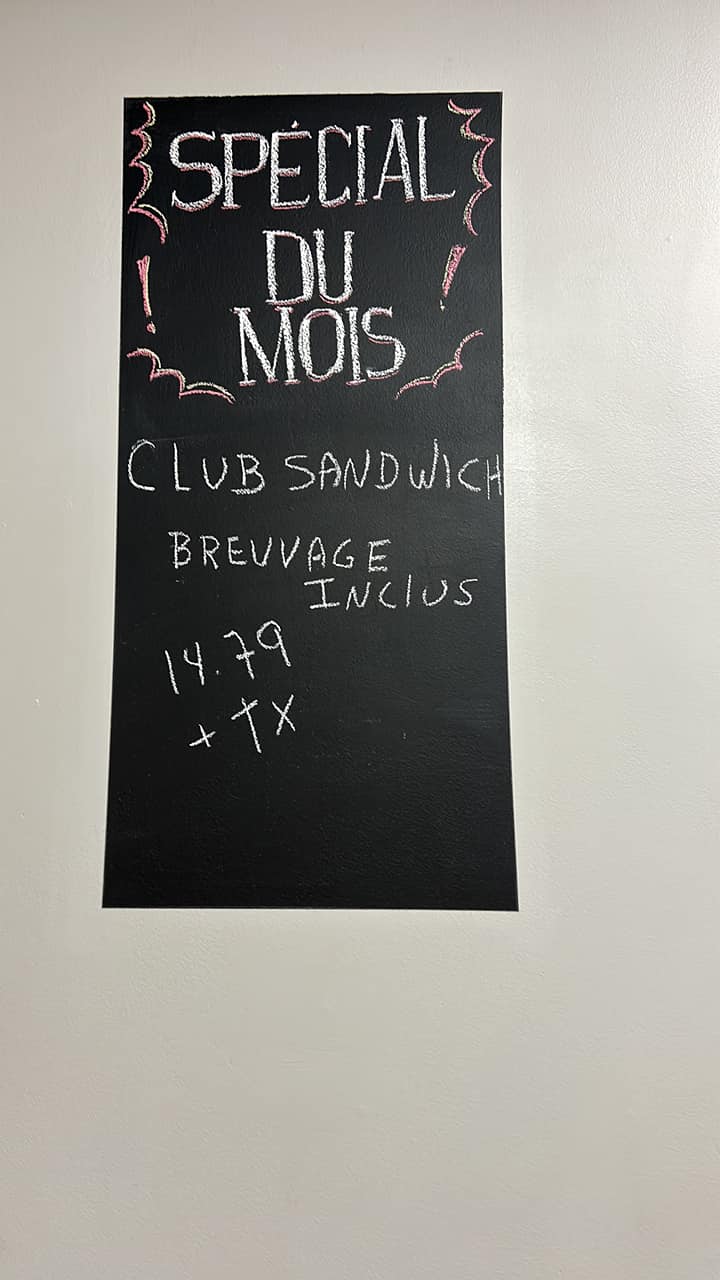 SPÉCIAL
DU
MOIS
! !
CLUB SANDWICH
BREUVAGE
INCLUS
14.79
+ TX